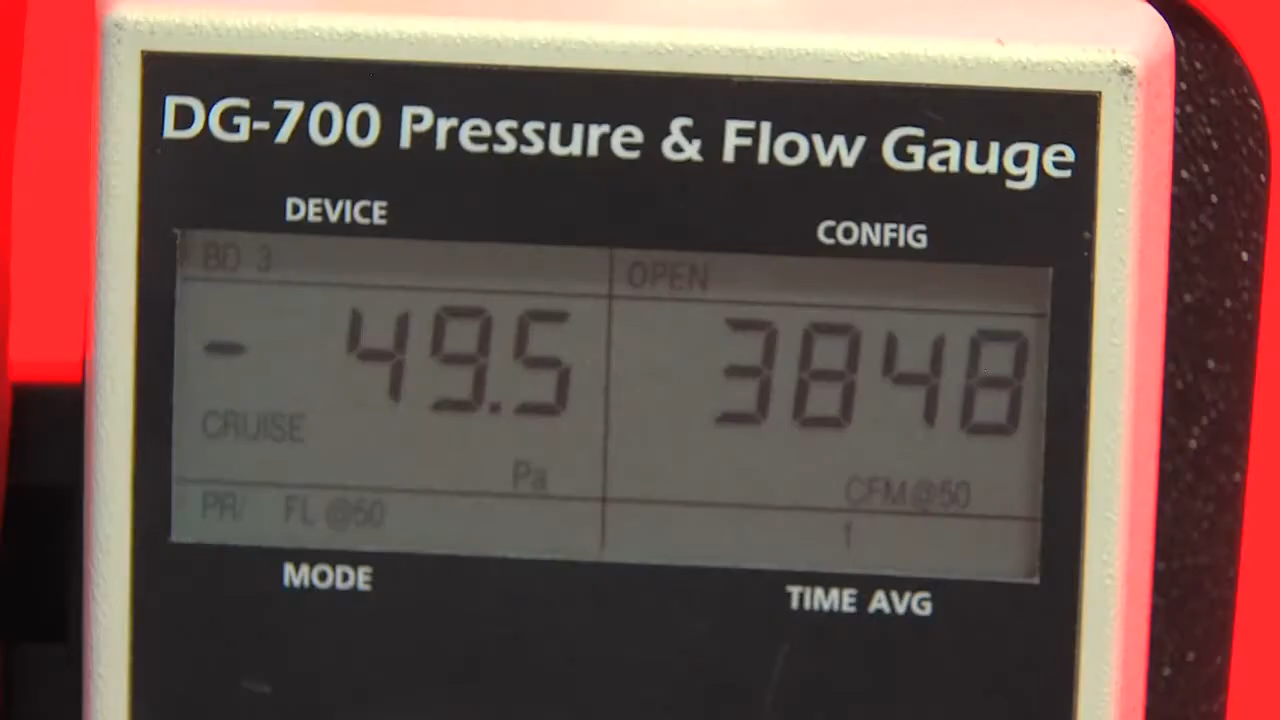 DG-700 Pressure & Flow Gauge
DEVICE CONFIG
BD 3 OPEN
- 49.5 3848
CRUISE
Pa CFM@50
PR/ FL @50 1
MODE TIME AVG